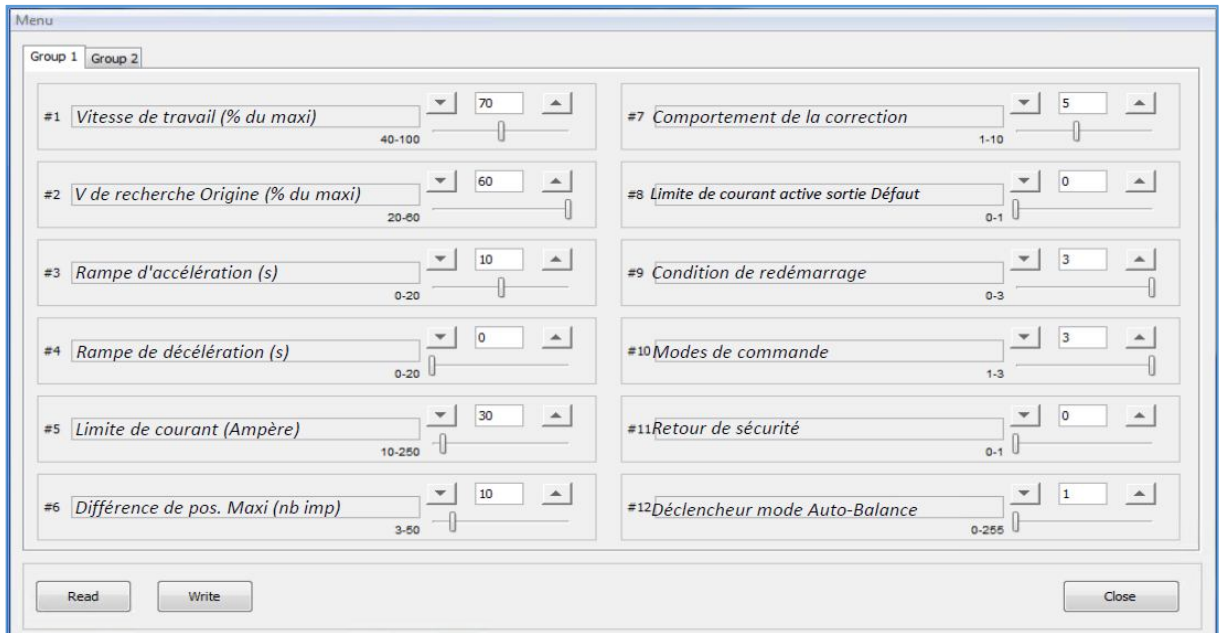 Menu
Group 1 Group 2
#1 Vitesse de travail (% du maxi) 70
40-100
#2 V de recherche Origine (% du maxi) 60
20-60
#3 Rampe d'accélération (s) 10
0-20
#4 Rampe de décélération (s) 0
0-20
#5 Limite de courant (Ampère) 30
10-250
#6 Différence de pos. Maxi (nb imp) 10
3-50
#7 Comportement de la correction 5
1-10
#8 Limite de courant active sortie Défaut 0
0-1
#9 Condition de redémarrage 3
0-3
#10 Modes de commande 3
1-3
#11 Retour de sécurité 0
0-1
#12 Déclencheur mode Auto-Balance 1
0-255
Read Write Close